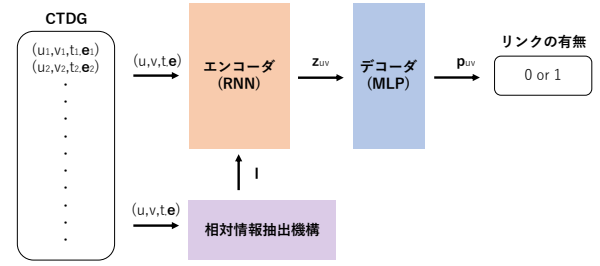 CTDG
(u1,v1,t1,e1)
(u2,v2,t2,e2)
(u,v,t,e)
エンコーダ
(RNN)
zuv
デコーダ
(MLP)
puv
リンクの有無
0 or 1
I
(u,v,t,e)
相対情報抽出機構